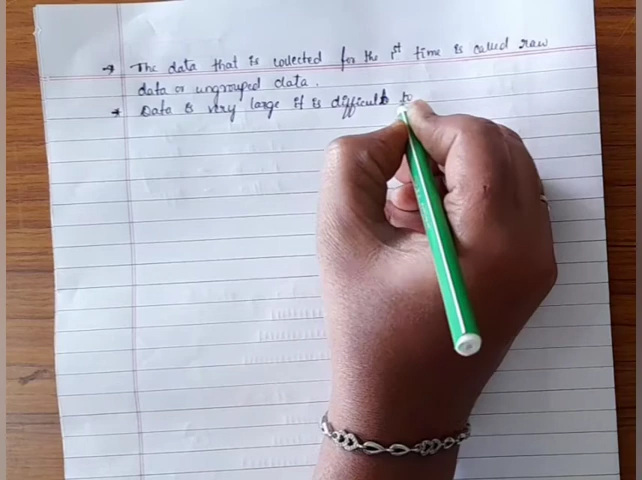 → The data that is collected for the 1st time is called raw
data or ungrouped data.
→ Data is very large it is difficult to